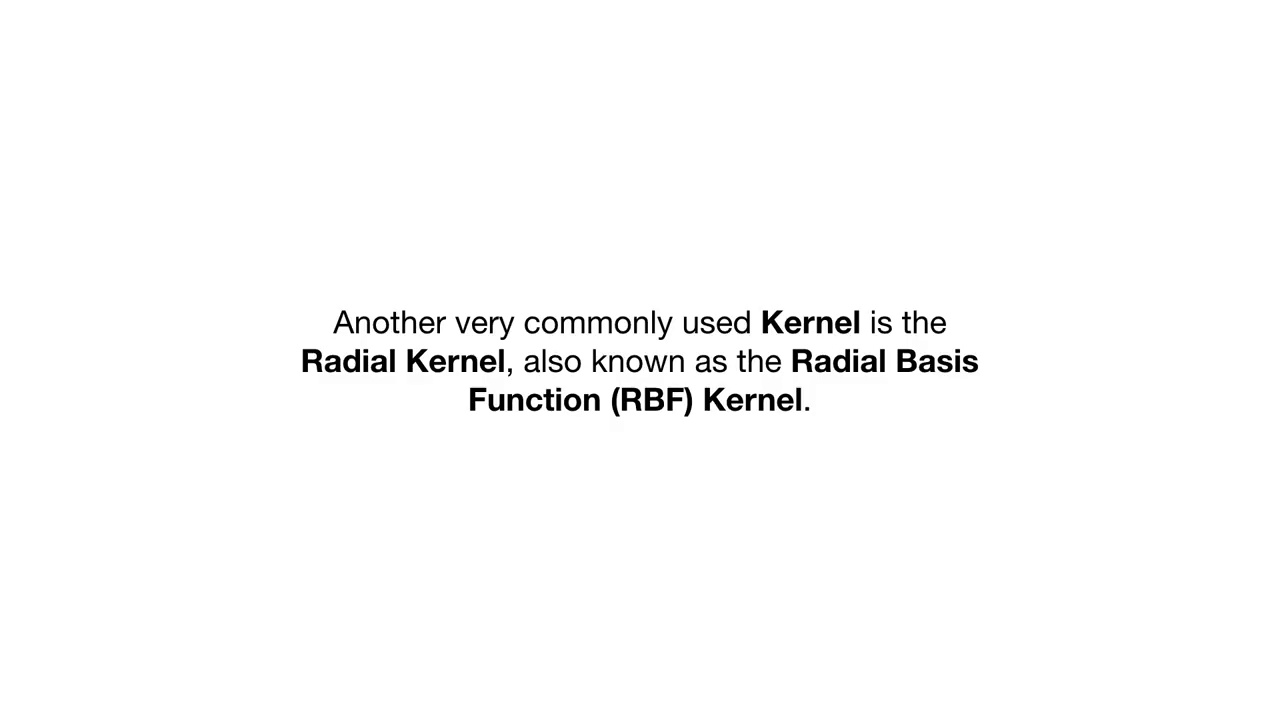 Another very commonly used Kernel is the
Radial Kernel, also known as the Radial Basis
Function (RBF) Kernel.